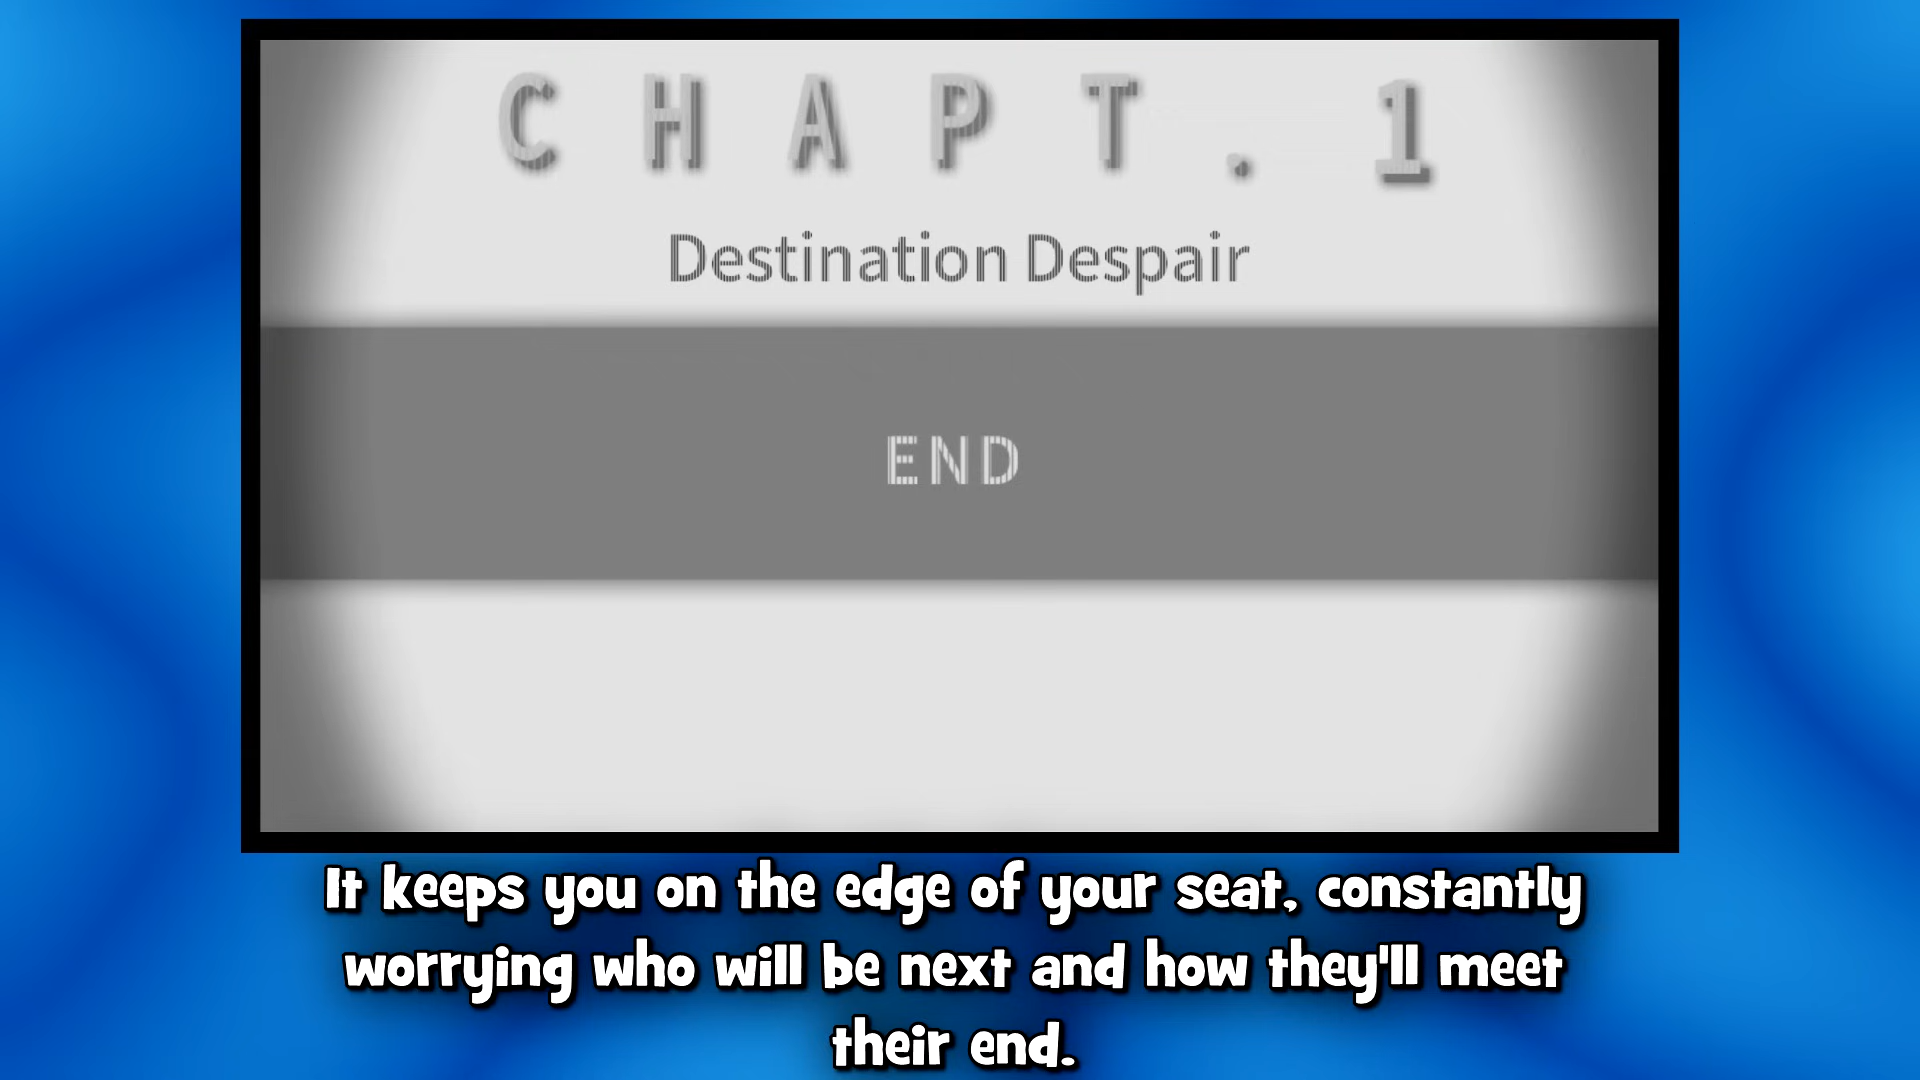 CHAPT.1
Destination Despair
END
It keeps you on the edge of your seat, constantly
worrying who will be next and how they'll meet
their end.